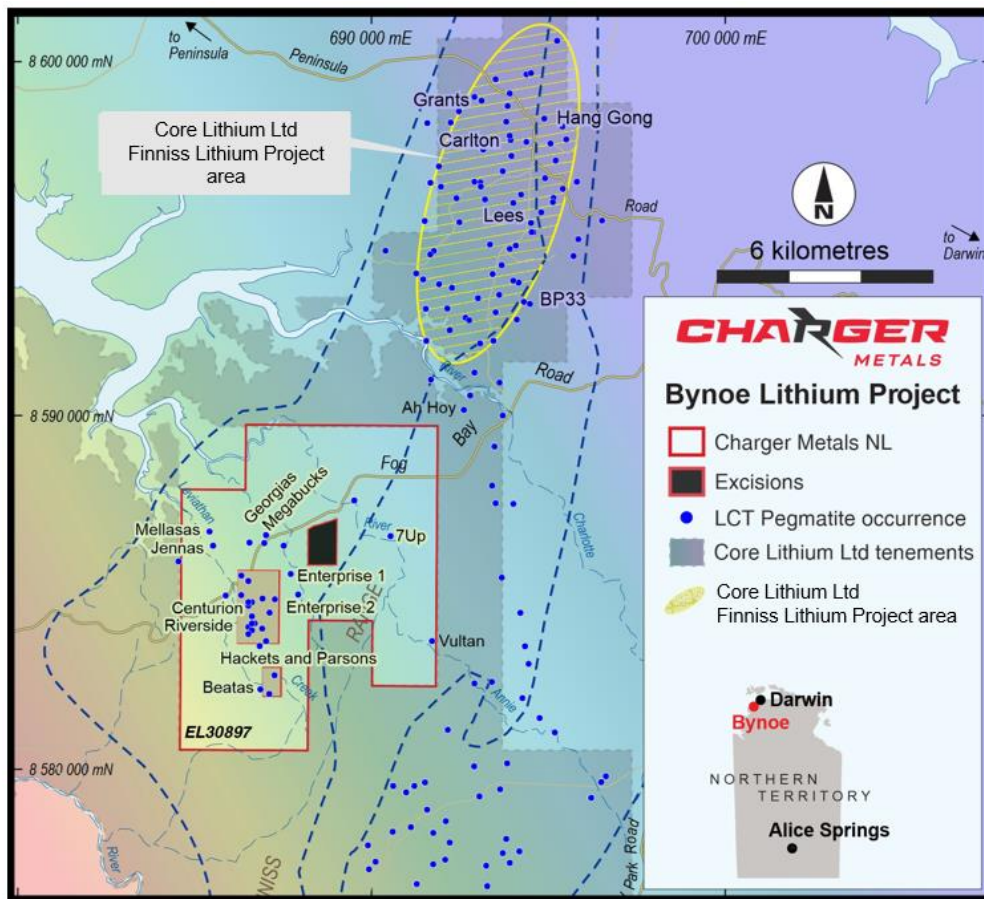 to
Peninsula
690 000 mE
700 000 mE
8 600 000 mN
Peninsula
Grants
Hang Gong
Carlton
Core Lithium Ltd
Finniss Lithium Project
area
Lees
Road
N
to
Darwin
6 kilometres
BP33
CHARGER
METALS
Bynoe Lithium Project
Charger Metals NL
Excisions
LCT Pegmatite occurrence
Core Lithium Ltd tenements
Core Lithium Ltd
Finniss Lithium Project area
River
Road
Ah Hoy
Bay
8 590 000 mN
Fog
Georgias
Megabucks
Leviathan
Mellasas
Jennas
River
7Up
Charlotte
Enterprise 1
Centurion
Enterprise 2
Riverside
RANGE
Vultan
Hackets and Parsons
Beatas
Creek
Annie
EL30897
8 580 000 mN
River
NISS
Park Road
Darwin
Bynoe
NORTHERN
TERRITORY
Alice Springs